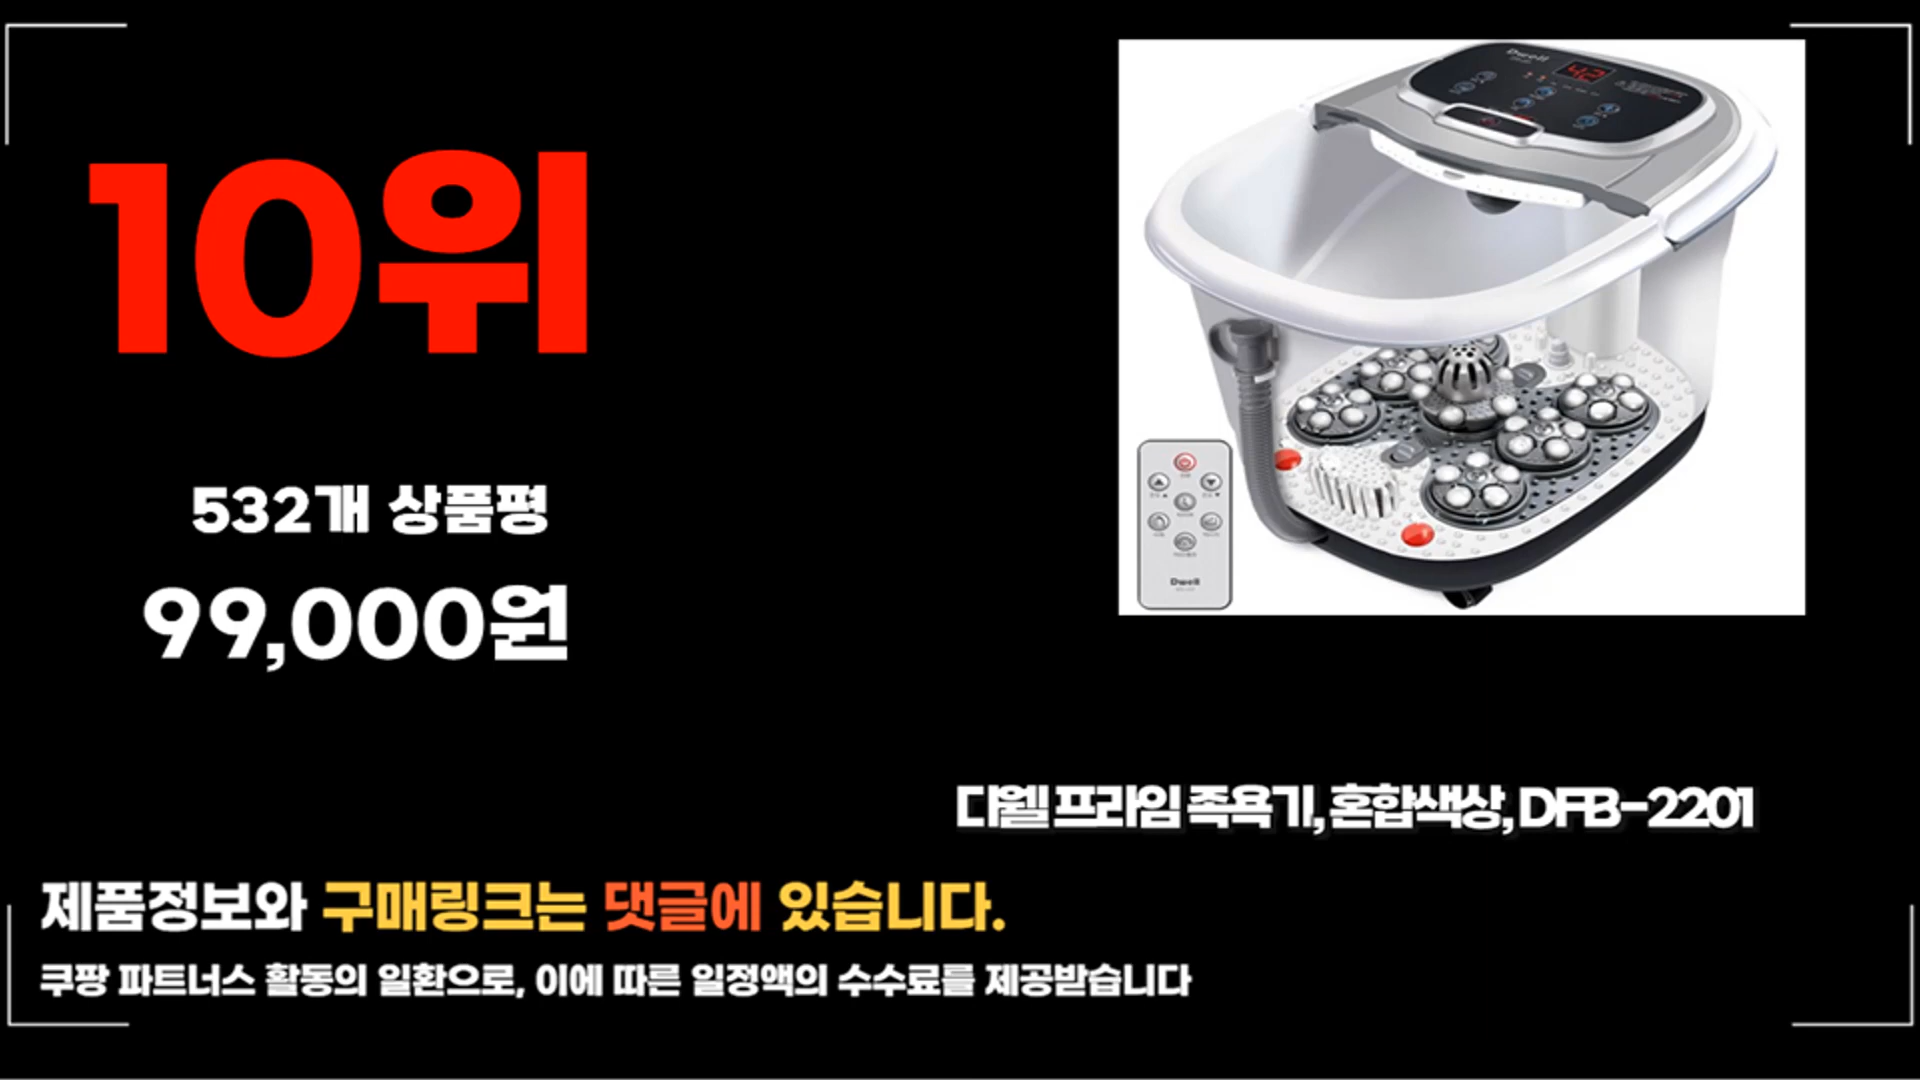 Dwell
42
10위
532개 상품평
99,000원
Dwell
디웰 프라임 족욕기, 혼합색상, DFB-2201
제품정보와 구매링크는 댓글에 있습니다.
쿠팡 파트너스 활동의 일환으로, 이에 따른 일정액의 수수료를 제공받습니다